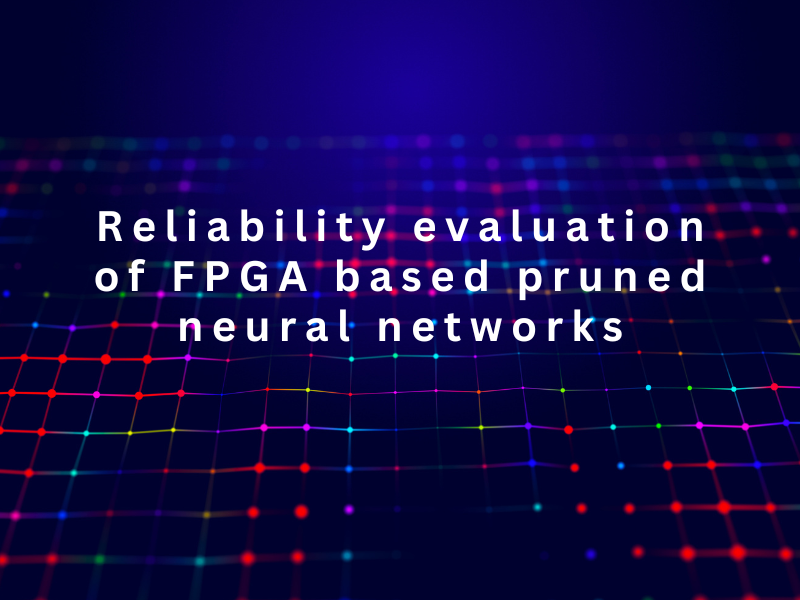 Reliability evaluation
of FPGA based pruned
neural networks